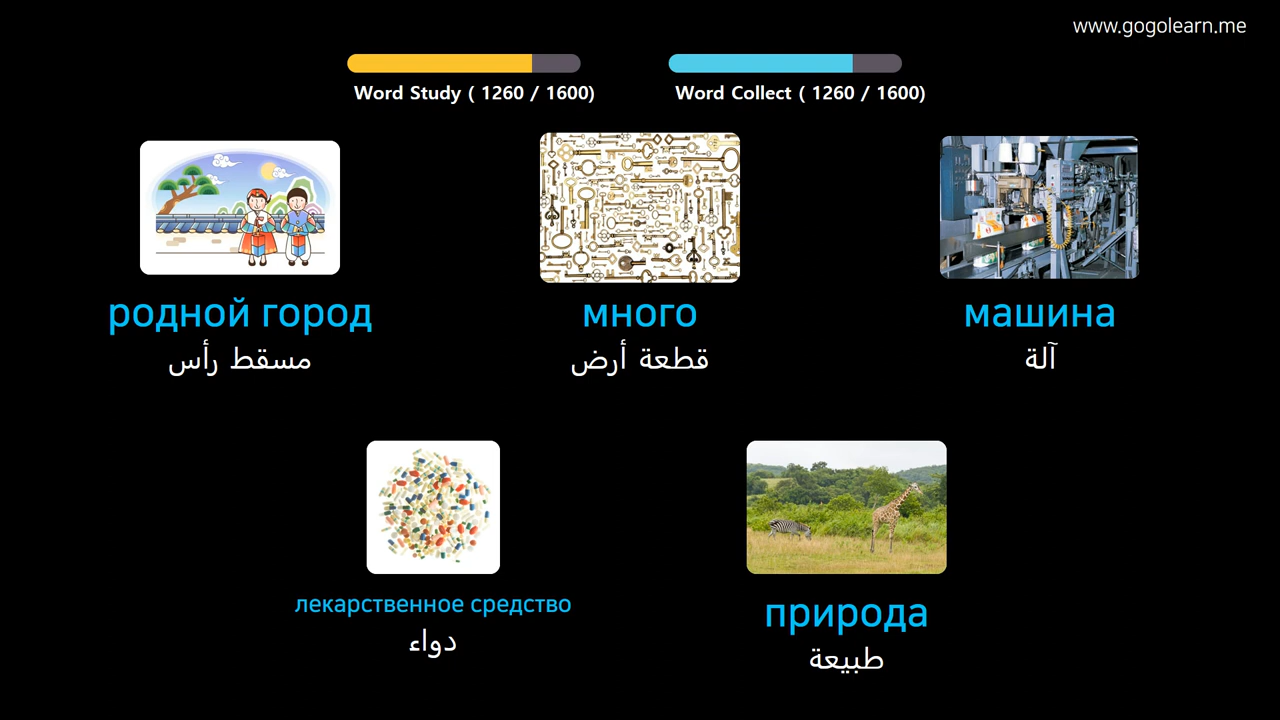 www.gogolearn.me
Word Study ( 1260 / 1600)
Word Collect ( 1260 / 1600)
родной город
مسقط رأس
много
قطعة أرض
машина
آلة
лекарственное средство
دواء
природа
طبيعة